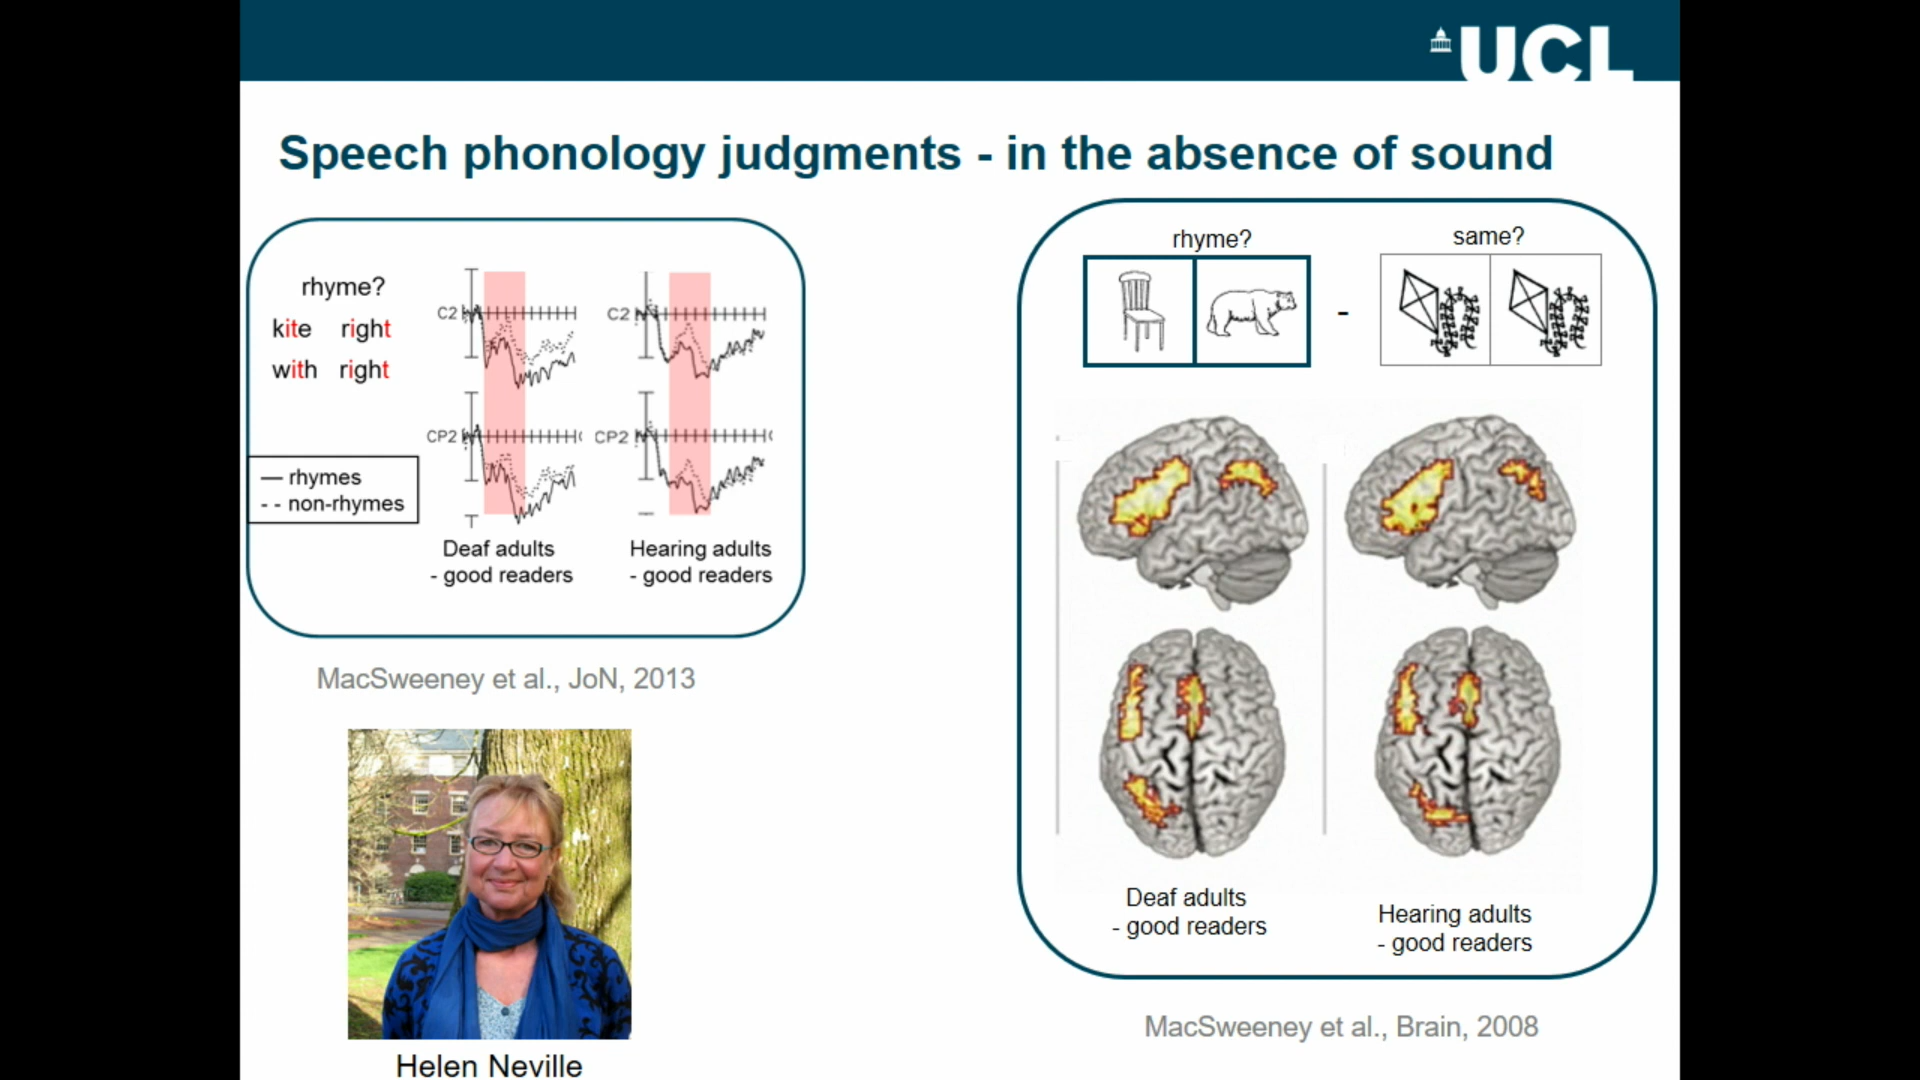 UCL
Speech phonology judgments - in the absence of sound
rhyme?
kite right
with right
— rhymes
- - non-rhymes
C2
C2
CP2
CP2
Deaf adults
- good readers
Hearing adults
- good readers
MacSweeney et al., JoN, 2013
Helen Neville
rhyme?
-
same?
Deaf adults
- good readers
Hearing adults
- good readers
MacSweeney et al., Brain, 2008